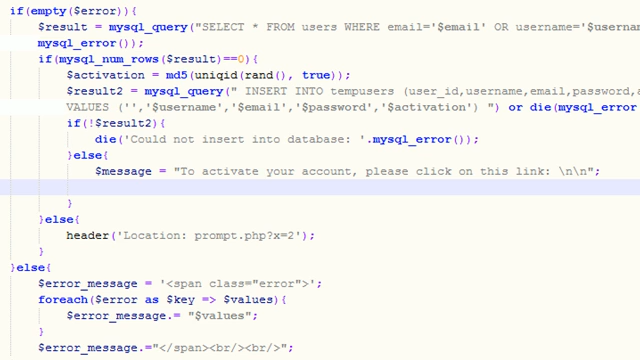 if(empty($error)){
$result = mysql_query("SELECT * FROM users WHERE email='$email' OR username='
mysql_error());
if(mysql_num_rows($result)==0){
$activation = md5(uniqid(rand(), true));
$result2 = mysql_query(" INSERT INTO tempusers (user_id,username,email,password,
VALUES ('','$username','$email','$password','$activation') ") or die(mysql_error
if(!$result2){
die('Could not insert into database: '.mysql_error());
}else{
$message = "To activate your account, please click on this link: \n\n";
}
}else{
header('Location: prompt.php?x=2');
}
}else{
$error_message = '<span class="error">';
foreach($error as $key => $values){
$error_message.= "$values";
}
$error_message.="</span><br/><br/>";